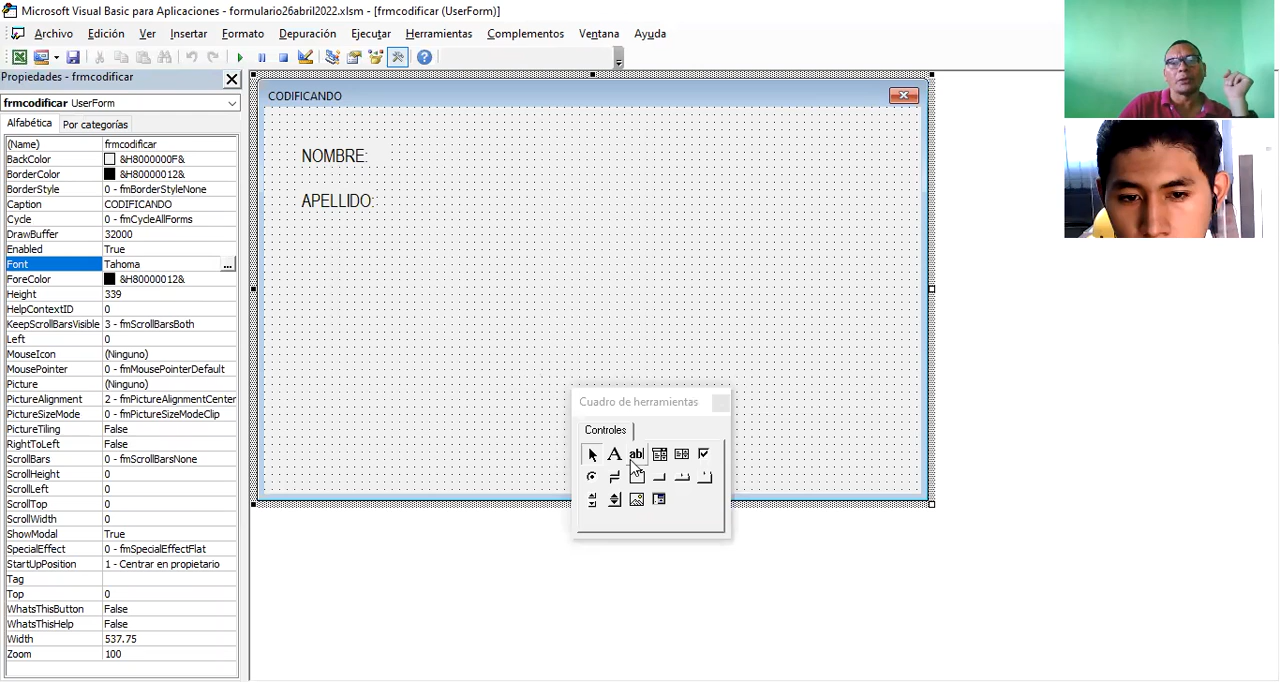 Microsoft Visual Basic para Aplicaciones - formulario26abril2022.xlsm - [frmcodificar (UserForm)]
Archivo Edición Ver Insertar Formato Depuración Ejecutar Herramientas Complementos Ventana Ayuda
Propiedades - frmcodificar
frmcodificar UserForm
Alfabética Por categorías
(Name) frmcodificar
BackColor &H8000000F&
BorderColor &H80000012&
BorderStyle 0 - fmBorderStyleNone
Caption CODIFICANDO
Cycle 0 - fmCycleAllForms
DrawBuffer 32000
Enabled True
Font Tahoma ...
ForeColor &H80000012&
Height 339
HelpContextID 0
KeepScrollBarsVisible 3 - fmScrollBarsBoth
Left 0
MouseIcon (Ninguno)
MousePointer 0 - fmMousePointerDefault
Picture (Ninguno)
PictureAlignment 2 - fmPictureAlignmentCenter
PictureSizeMode 0 - fmPictureSizeModeClip
PictureTiling False
RightToLeft False
ScrollBars 0 - fmScrollBarsNone
ScrollHeight 0
ScrollLeft 0
ScrollTop 0
ScrollWidth 0
ShowModal True
SpecialEffect 0 - fmSpecialEffectFlat
StartUpPosition 1 - Centrar en propietario
Tag
Top 0
WhatsThisButton False
WhatsThisHelp False
Width 537.75
Zoom 100
CODIFICANDO
NOMBRE:
APELLIDO:
Cuadro de herramientas
Controles
A ab